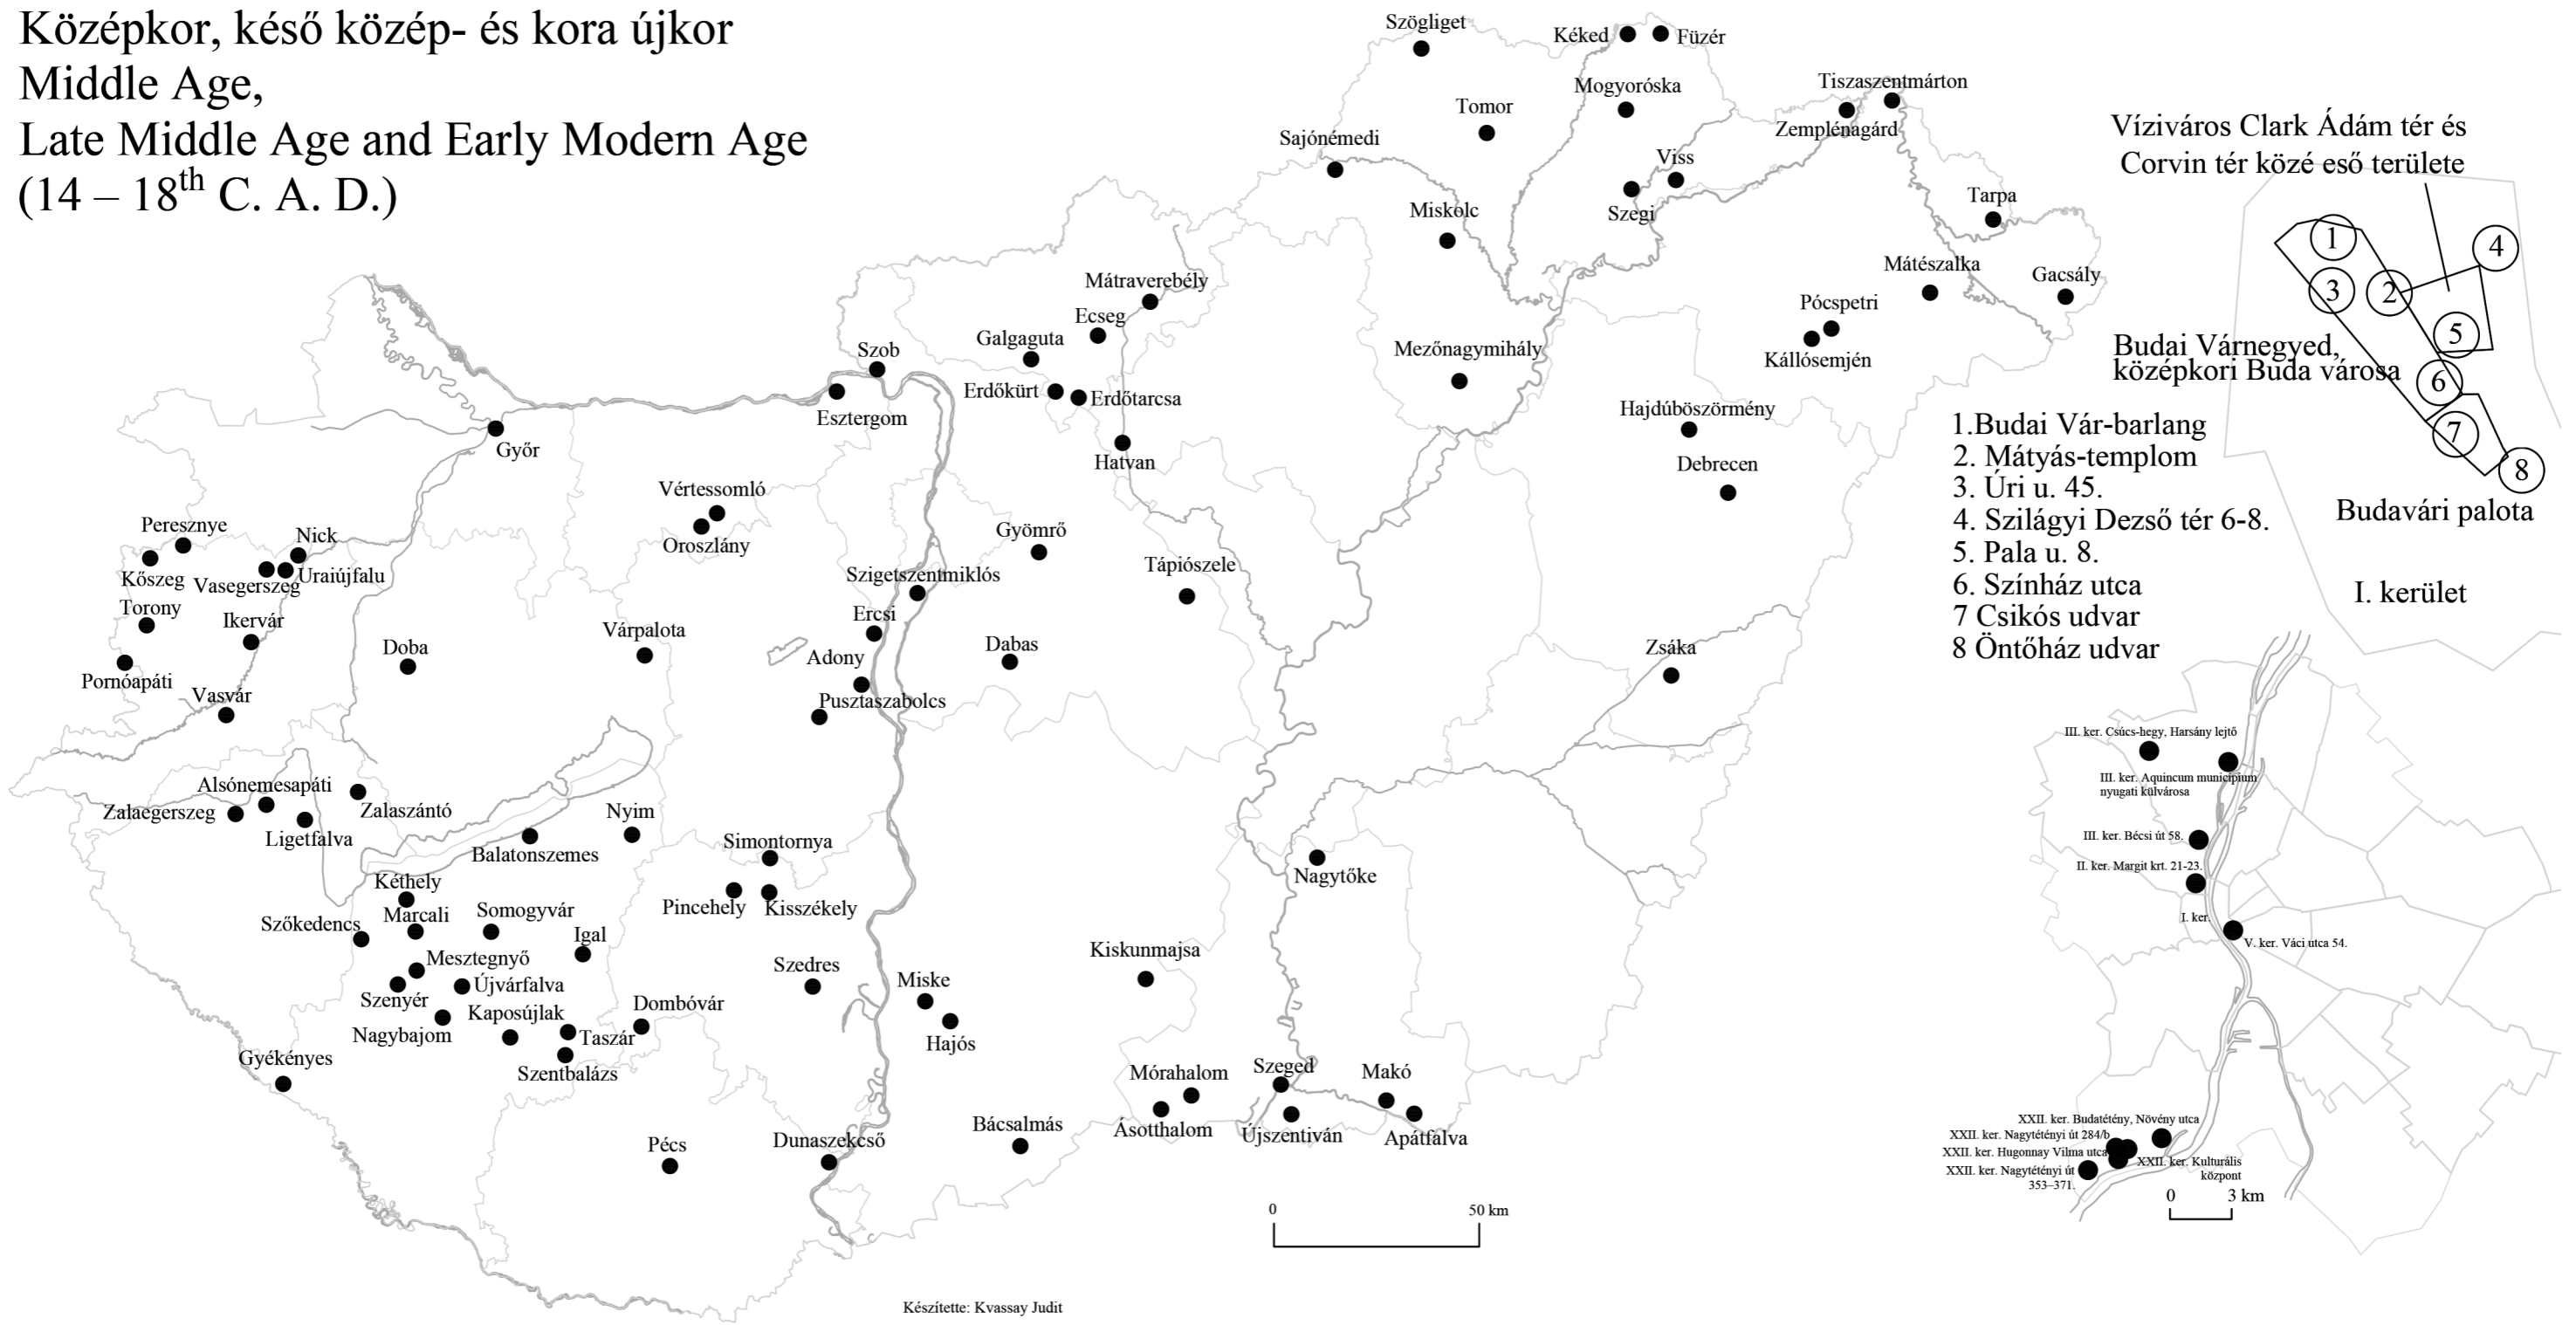 Középkor, késő közép- és kora újkor
Middle Age,
Late Middle Age and Early Modern Age
(14 – 18th C. A. D.)
Szögliget
Kéked
Füzér
Mogyoróska
Tomor
Sajónémedi
Tiszaszentmárton
Zemplénagárd
Viss
Szegi
Miskolc
Tarpa
Mátészalka
Gacsály
Pócspetri
Kállósemjén
Mátraverebély
Ecseg
Galgaguta
Erdőkürt
Erdőtarcsa
Szob
Esztergom
Hatvan
Mezőnagymihály
Hajdúböszörmény
Debrecen
Győr
Vértessomló
Oroszlány
Gyömrő
Tápiószele
Szigetszentmiklós
Peresznye
Kőszeg
Nick
Vasegerszeg
Uraiújfalu
Torony
Ikervár
Pornóapáti
Vasvár
Doba
Várpalota
Ercsi
Adony
Pusztaszabolcs
Dabas
Zsáka
Alsónemesapáti
Zalaegerszeg
Ligetfalva
Zalaszántó
Balatonszemes
Nyim
Simontornya
Pincehely
Kisszékely
Nagytőke
Kéthely
Marcali
Szőkedencs
Somogyvár
Igal
Mesztegnyő
Szenyér
Újvárfalva
Nagybajom
Kaposújlak
Taszár
Szentbalázs
Dombóvár
Gyékényes
Szedres
Miske
Hajós
Kiskunmajsa
Pécs
Dunaszekcső
Bácsalmás
Mórahalom
Ásotthalom
Szeged
Újszentiván
Makó
Apátfalva
0
50 km
Készítette: Kvassay Judit
Víziváros Clark Ádám tér és
Corvin tér közé eső területe
1
2
3
4
5
6
7
8
Budai Várnegyed,
középkori Buda városa
1.Budai Vár-barlang
2. Mátyás-templom
3. Úri u. 45.
4. Szilágyi Dezső tér 6-8.
5. Pala u. 8.
6. Színház utca
7 Csikós udvar
8 Öntőház udvar
Budavári palota
I. kerület
III. ker. Csúcs-hegy, Harsány lejtő
III. ker. Aquincum municipium
nyugati külvárosa
III. ker. Bécsi út 58.
II. ker. Margit krt. 21-23.
I. ker.
V. ker. Váci utca 54.
XXII. ker. Budatétény, Növény utca
XXII. ker. Nagytétényi út 284/b
XXII. ker. Hugonnay Vilma utca
XXII. ker. Kulturális
központ
XXII. ker. Nagytétényi út
353–371.
0
3 km